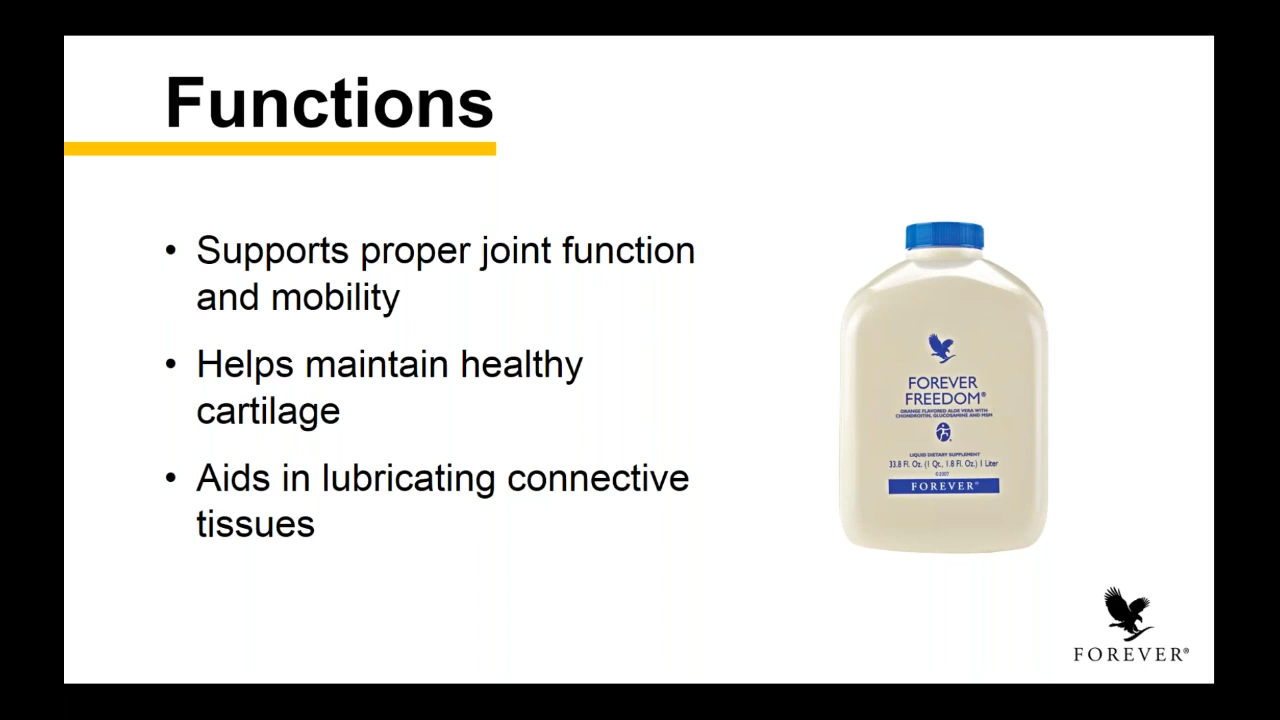 Functions
• Supports proper joint function
and mobility
• Helps maintain healthy
cartilage
• Aids in lubricating connective
tissues
FOREVER
FREEDOM®
ORANGE FLAVORED ALOE VERA WITH
CHONDROITIN, GLUCOSAMINE AND MSM
LIQUID DIETARY SUPPLEMENT
33.8 Fl. Oz. (1 Qt., 1.8 Fl. Oz.) 1 Liter
©2007
FOREVER®
FOREVER®